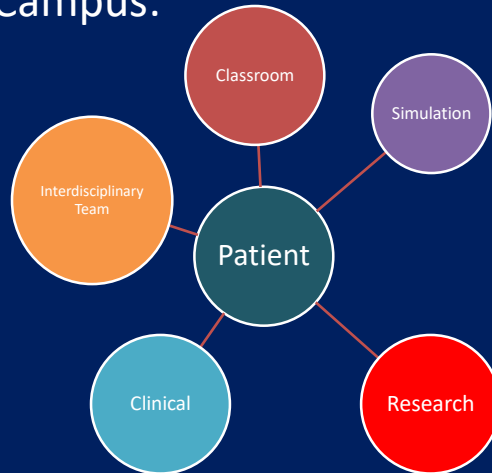 Campus:
Classroom
Simulation
Interdisciplinary
Team
Patient
Clinical
Research